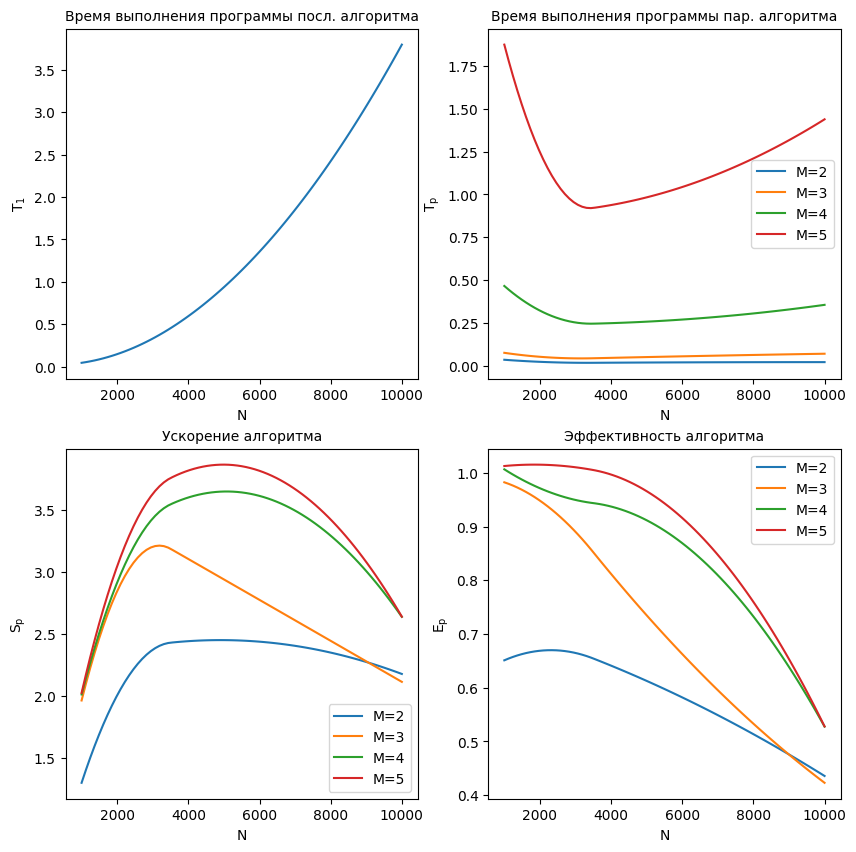 Время выполнения программы посл. алгоритма
3.5
3.0
2.5
2.0
1.5
1.0
0.5
0.0
T1
2000 4000 6000 8000 10000
N
Время выполнения программы пар. алгоритма
1.75
1.50
1.25
1.00
0.75
0.50
0.25
0.00
Tp
M=2
M=3
M=4
M=5
2000 4000 6000 8000 10000
N
Ускорение алгоритма
3.5
3.0
2.5
2.0
1.5
Sp
M=2
M=3
M=4
M=5
2000 4000 6000 8000 10000
N
Эффективность алгоритма
1.0
0.9
0.8
0.7
0.6
0.5
0.4
Ep
M=2
M=3
M=4
M=5
2000 4000 6000 8000 10000
N